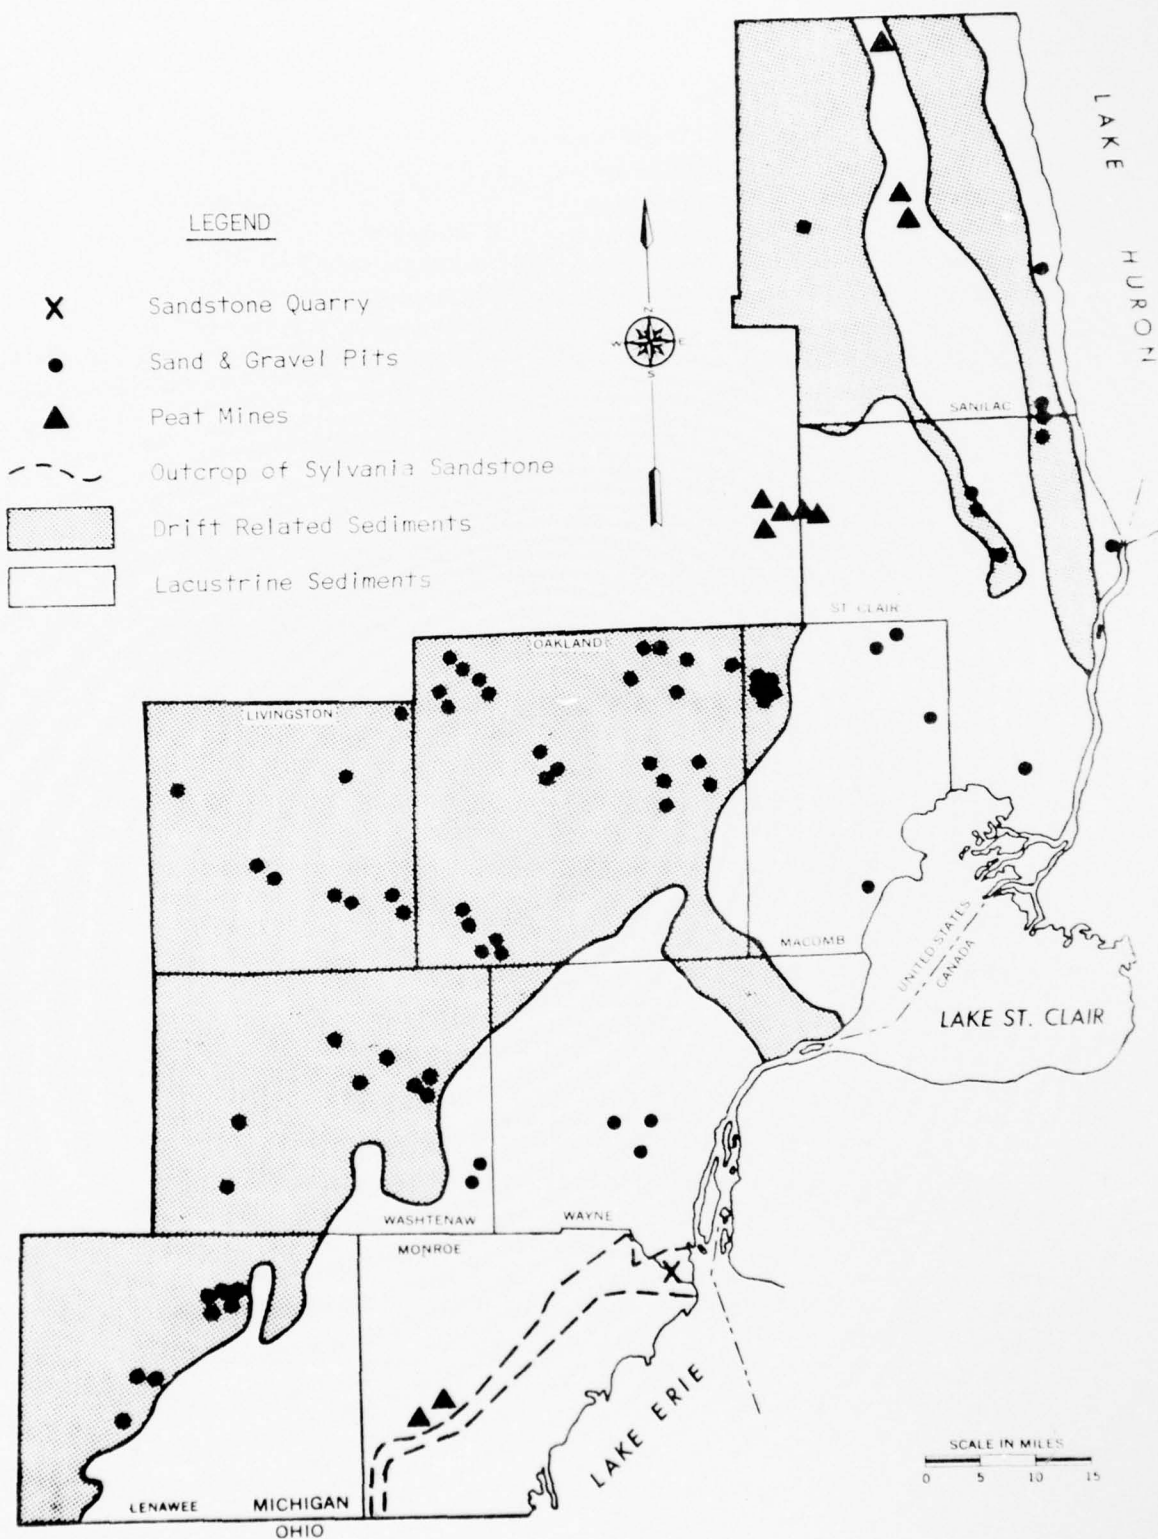 LEGEND
X Sandstone Quarry
Sand & Gravel Pits
Peat Mines
Outcrop of Sylvania Sandstone
Drift Related Sediments
Lacustrine Sediments
N
W E
S
LAKE HURON
SANILAC
ST. CLAIR
OAKLAND
LIVINGSTON
MACOMB
UNITED STATES
CANADA
LAKE ST. CLAIR
WASHTENAW
WAYNE
MONROE
LAKE ERIE
SCALE IN MILES
0 5 10 15
LENAWEE
MICHIGAN
OHIO